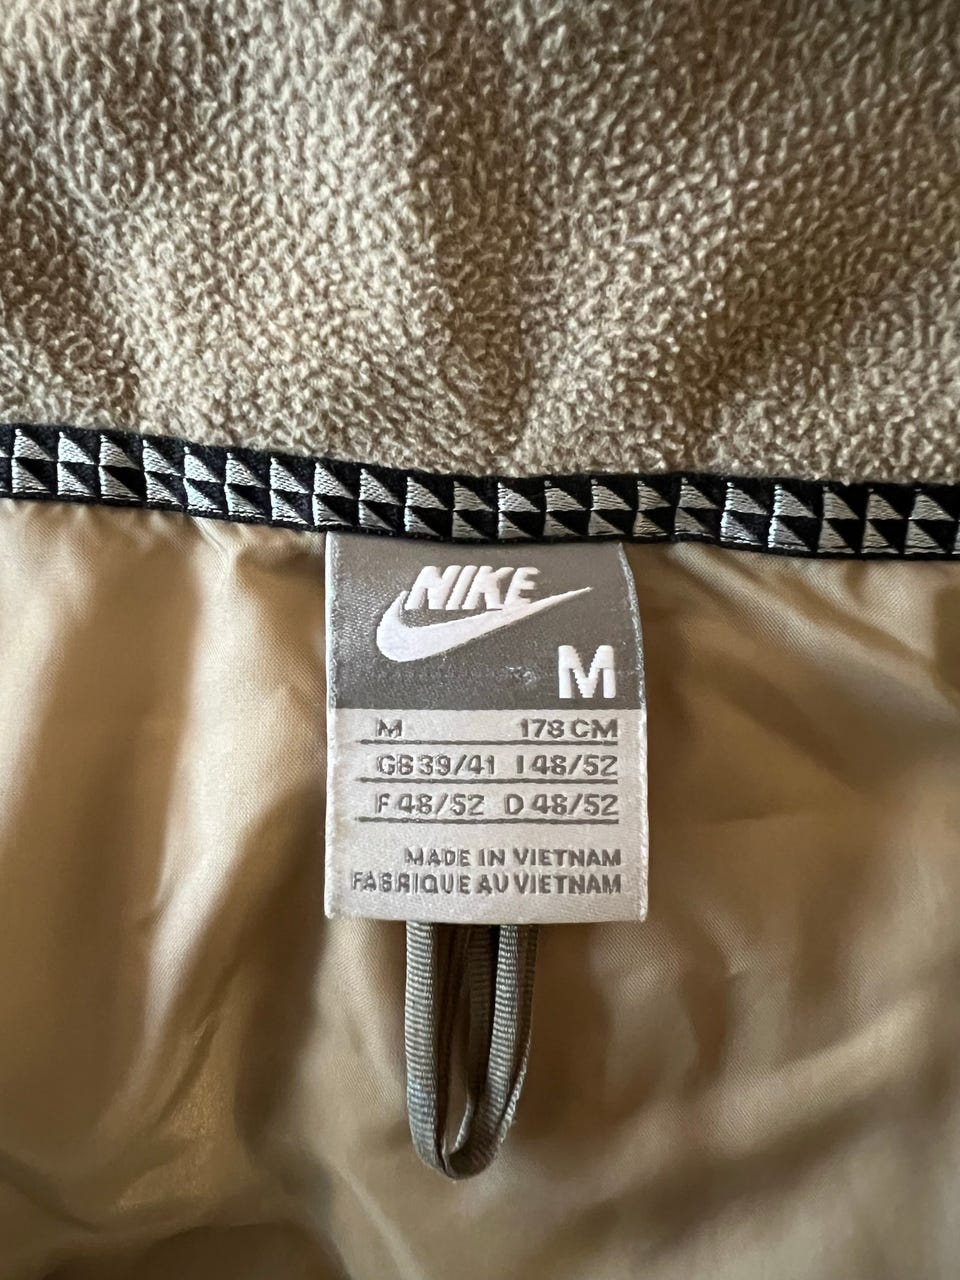 NIKE
M
M 178 CM
GB 39/41 I 48/52
F 48/52 D 48/52
MADE IN VIETNAM
FABRIQUE AU VIETNAM